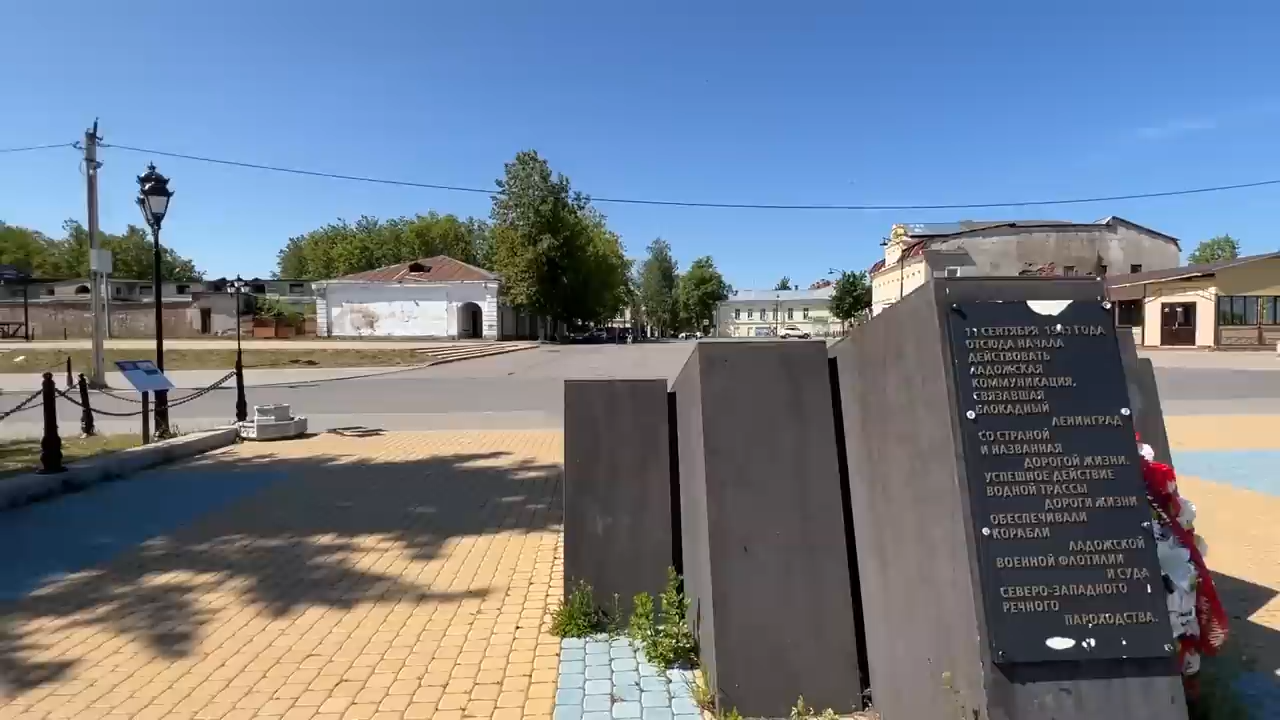 11 СЕНТЯБРЯ 1941 ГОДА
ОТСЮДА НАЧАЛА
ДЕЙСТВОВАТЬ
ЛАДОЖСКАЯ
КОММУНИКАЦИЯ,
СВЯЗАВШАЯ
БЛОКАДНЫЙ
ЛЕНИНГРАД
СО СТРАНОЙ
И НАЗВАННАЯ
ДОРОГОЙ ЖИЗНИ.
УСПЕШНОЕ ДЕЙСТВИЕ
ВОДНОЙ ТРАССЫ
ДОРОГИ ЖИЗНИ
ОБЕСПЕЧИВАЛИ
КОРАБЛИ
ЛАДОЖСКОЙ
ВОЕННОЙ ФЛОТИЛИИ
И СУДА
СЕВЕРО-ЗАПАДНОГО
РЕЧНОГО
ПАРОХОДСТВА.